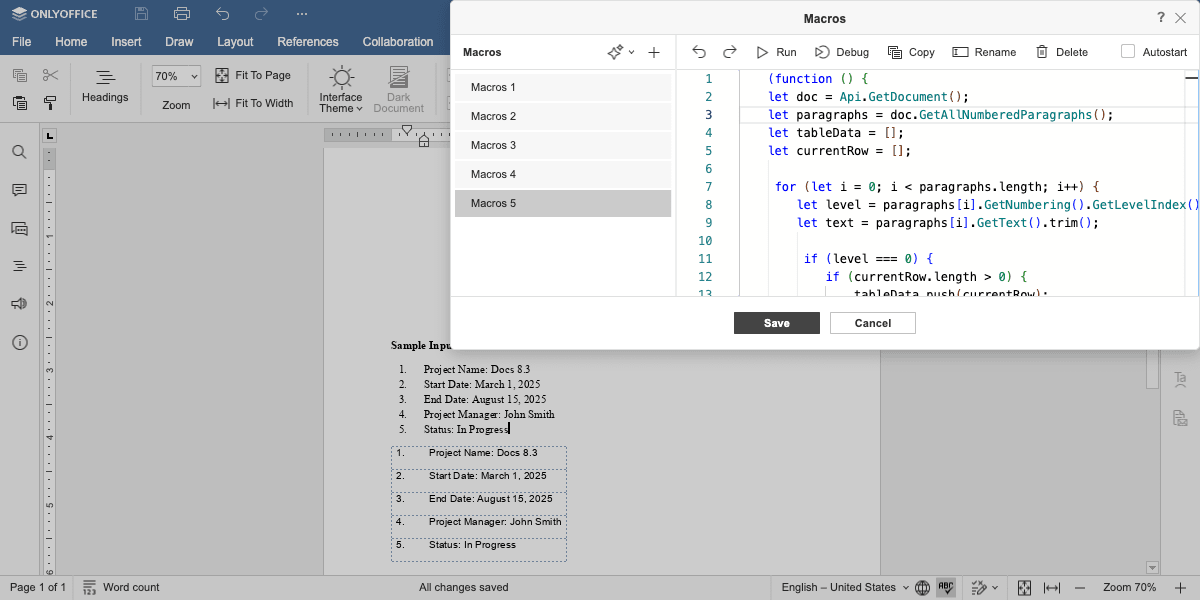 ONLYOFFICE
File Home Insert Draw Layout References Collaboration
Headings
70%
Zoom
Fit To Page
Fit To Width
Interface Theme
Dark Document
Macros
?
Macros
Run Debug Copy Rename Delete Autostart
Macros 1
Macros 2
Macros 3
Macros 4
Macros 5
1 (function () {
2 let doc = Api.GetDocument();
3 let paragraphs = doc.GetAllNumberedParagraphs();
4 let tableData = [];
5 let currentRow = [];
6
7 for (let i = 0; i < paragraphs.length; i++) {
8 let level = paragraphs[i].GetNumbering().GetLevelIndex()
9 let text = paragraphs[i].GetText().trim();
10
11 if (level === 0) {
12 if (currentRow.length > 0) {
13 tableData.push(currentRow);
Save Cancel
Sample Inpu
1. Project Name: Docs 8.3
2. Start Date: March 1, 2025
3. End Date: August 15, 2025
4. Project Manager: John Smith
5. Status: In Progress
1. Project Name: Docs 8.3
2. Start Date: March 1, 2025
3. End Date: August 15, 2025
4. Project Manager: John Smith
5. Status: In Progress
Page 1 of 1 Word count All changes saved English – United States Zoom 70%